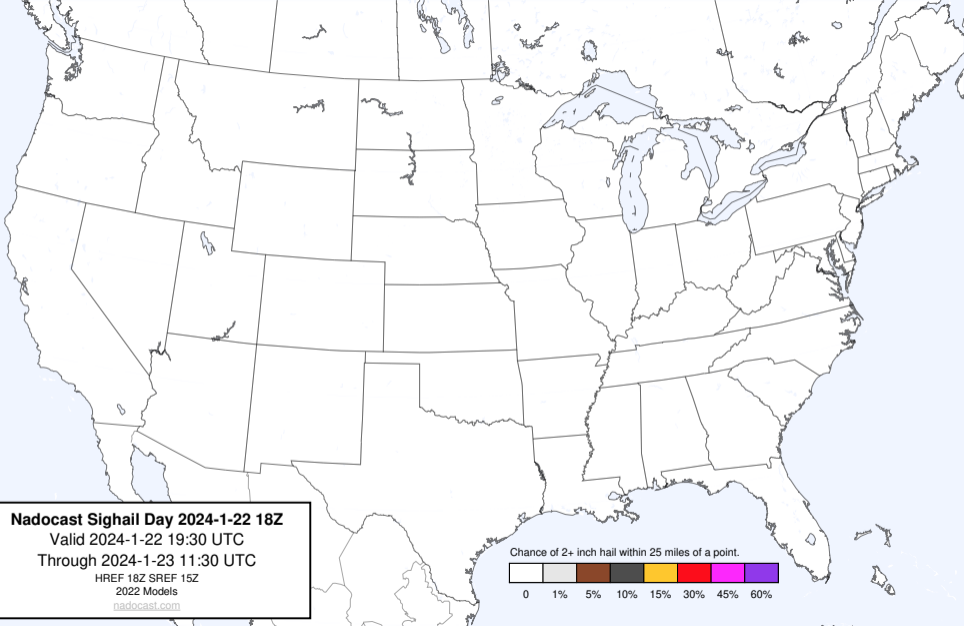 Nadocast Sighail Day 2024-1-22 18Z
Valid 2024-1-22 19:30 UTC
Through 2024-1-23 11:30 UTC
HREF 18Z SREF 15Z
2022 Models
nadocast.com
Chance of 2+ inch hail within 25 miles of a point.
0 1% 5% 10% 15% 30% 45% 60%